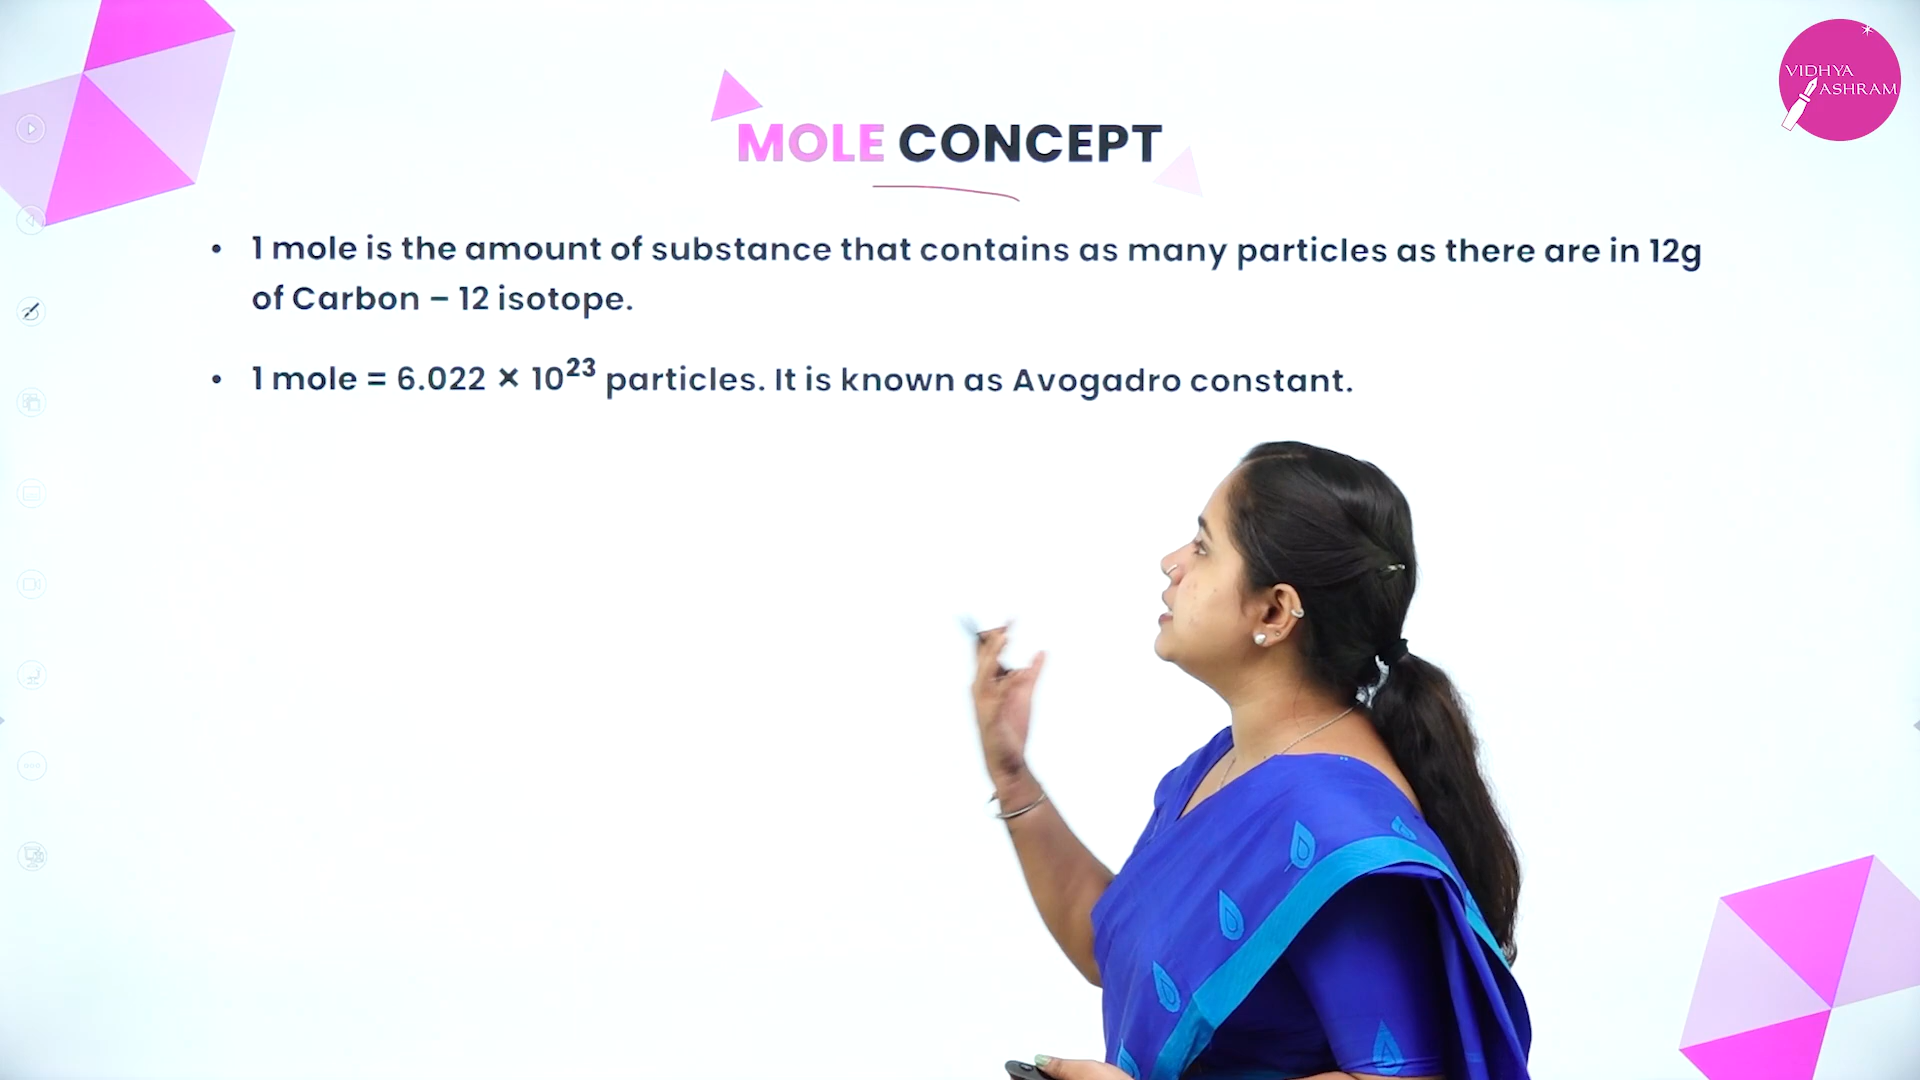 VIDHYA
ASHRAM
MOLE CONCEPT
• 1 mole is the amount of substance that contains as many particles as there are in 12g
of Carbon – 12 isotope.
• 1 mole = 6.022 × 10²³ particles. It is known as Avogadro constant.